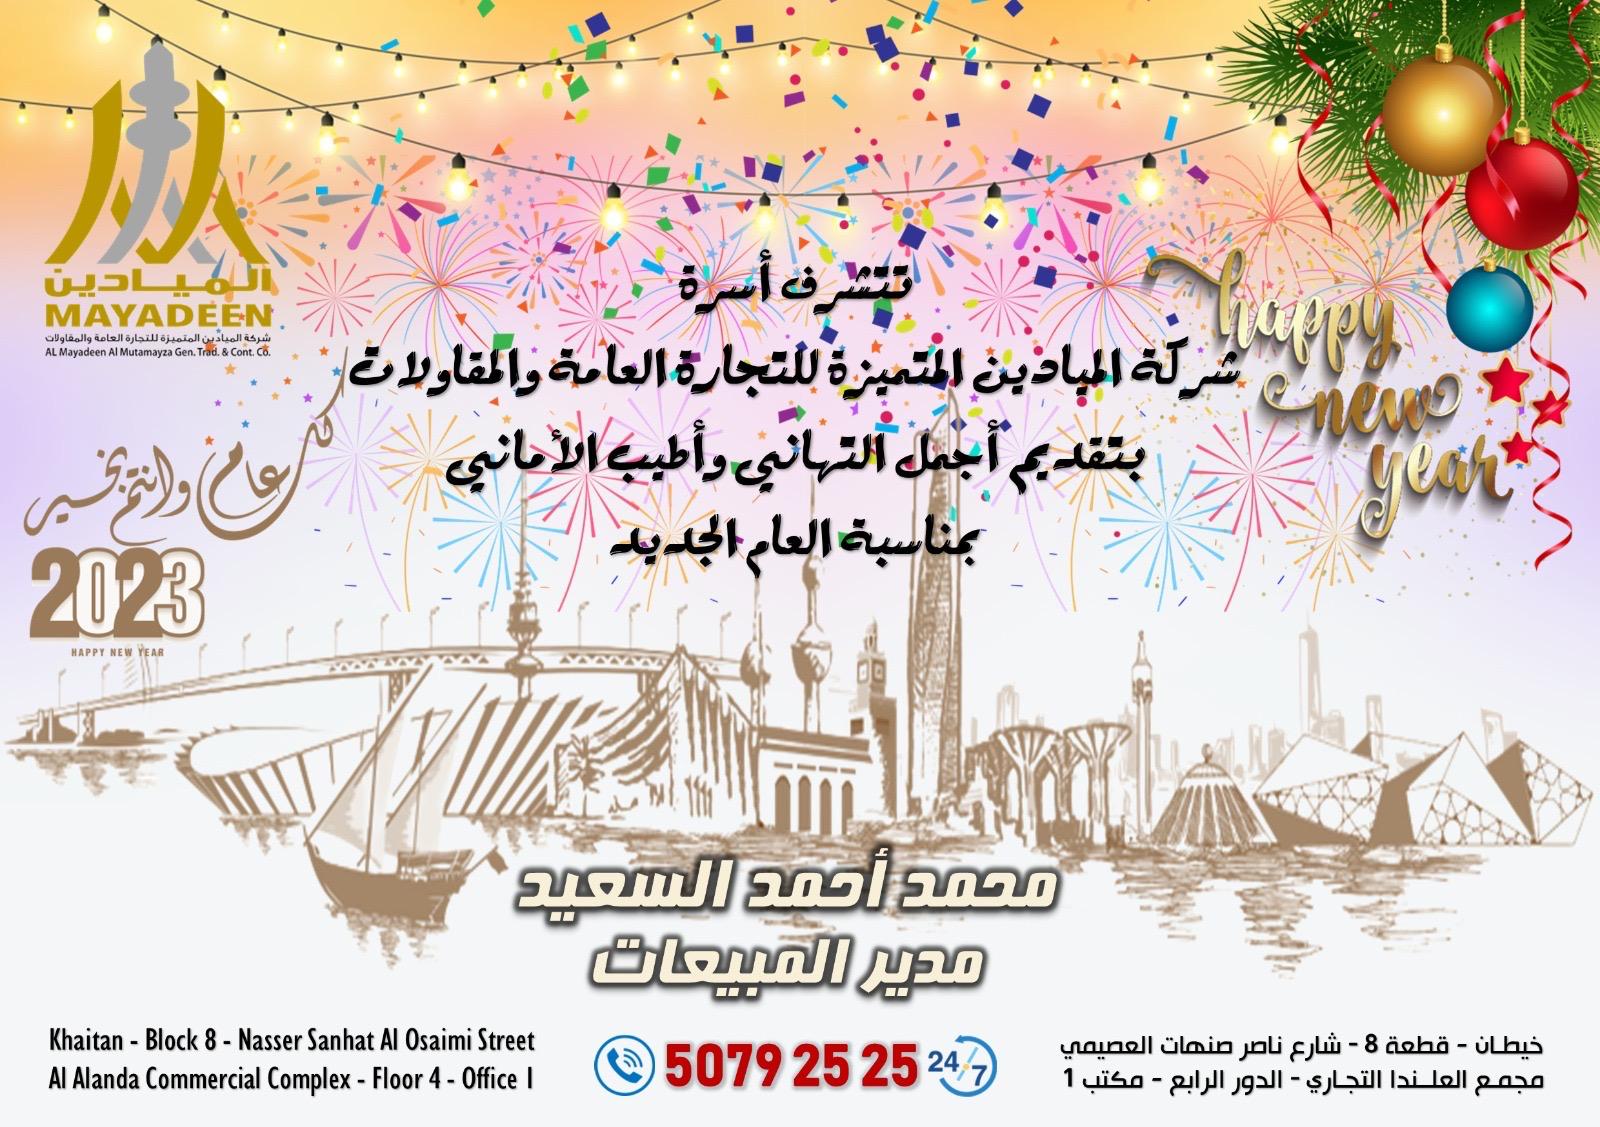 الميادين
MAYADEEN
شركة الميادين المتميزة للتجارة العامة والمقاولات
AL Mayadeen Al Mutamayza Gen. Trad. & Cont. Co.
تتشرف أسرة
شركة الميادين المتميزة للتجارة العامة والمقاولات
بتقديم أجمل التهاني وأطيب الأماني
بمناسبة العام الجديد
happy
new
year
كل عام وانتم بخير
2023
HAPPY NEW YEAR
محمد أحمد السعيد
مدير المبيعات
Khaitan - Block 8 - Nasser Sanhat Al Osaimi Street
Al Alanda Commercial Complex - Floor 4 - Office 1
5079 25 25
24/7
خيطان - قطعة 8 - شارع ناصر صنهات العصيمي
مجمع العلندا التجاري - الدور الرابع - مكتب 1